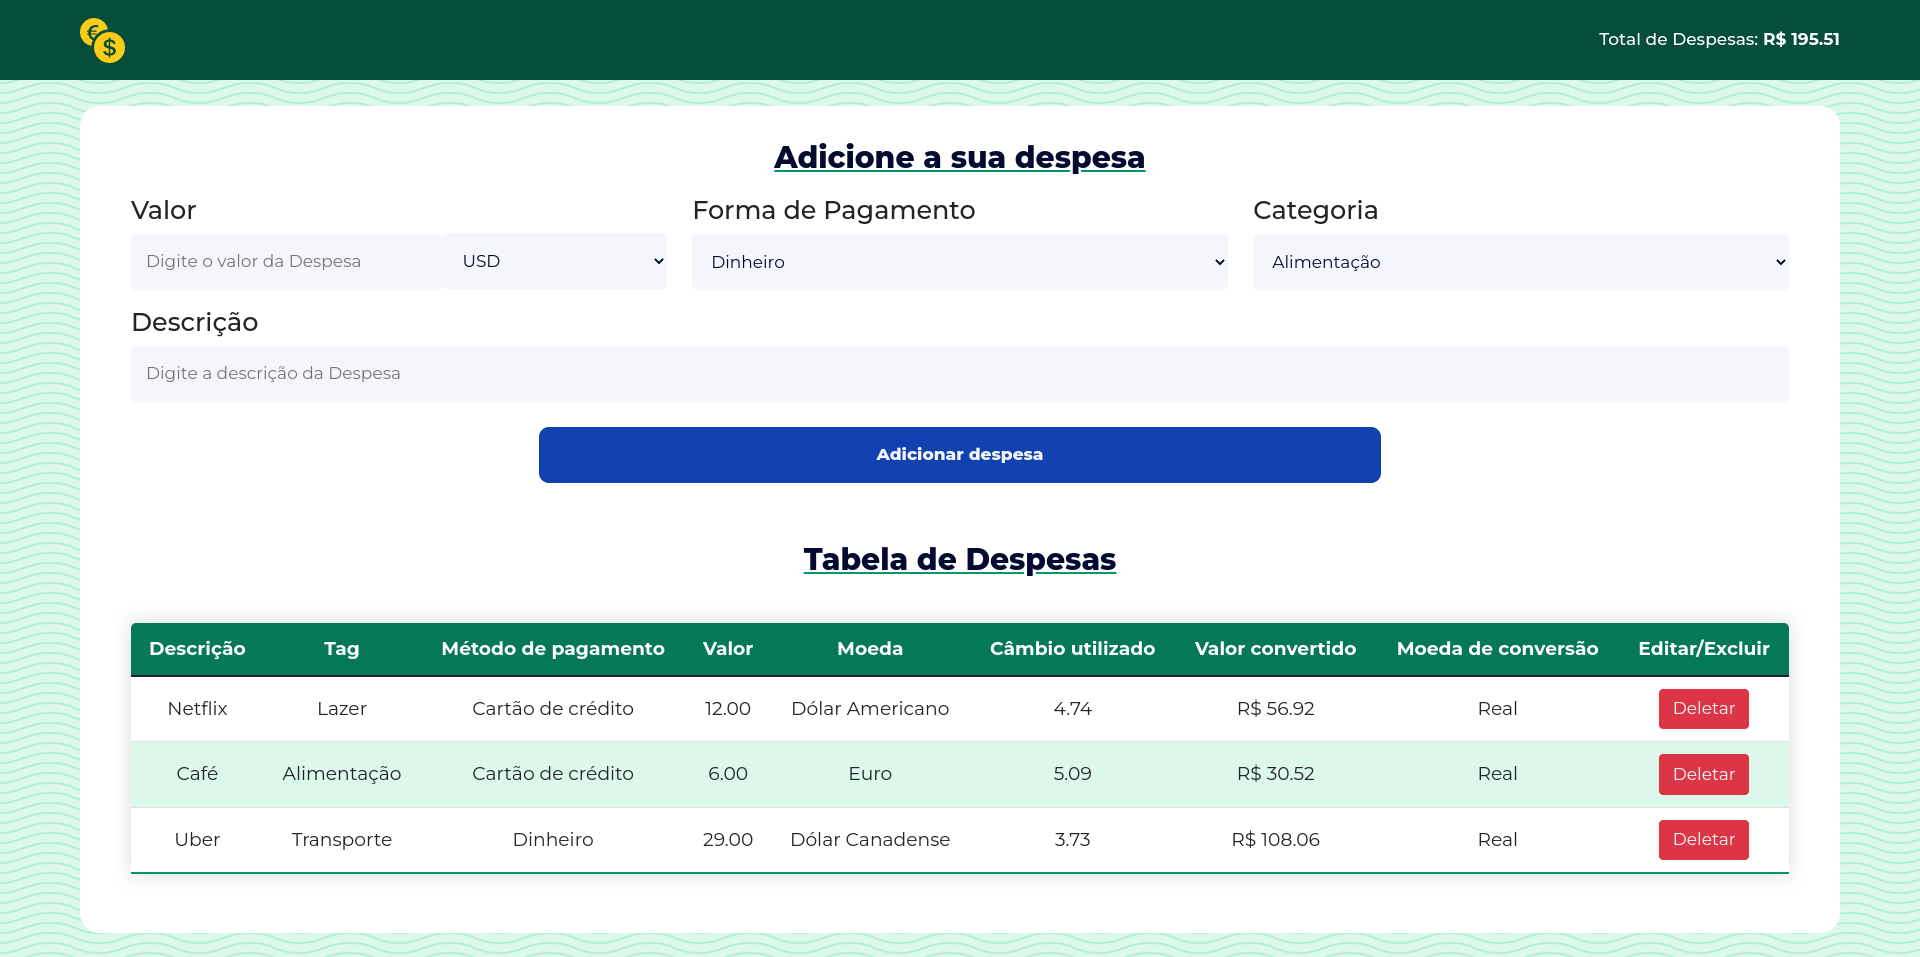 €
$
Total de Despesas: R$ 195.51
Adicione a sua despesa
Valor
Forma de Pagamento
Categoria
Digite o valor da Despesa
USD
Dinheiro
Alimentação
Descrição
Digite a descrição da Despesa
Adicionar despesa
Tabela de Despesas
Descrição Tag Método de pagamento Valor Moeda Câmbio utilizado Valor convertido Moeda de conversão Editar/Excluir
Netflix Lazer Cartão de crédito 12.00 Dólar Americano 4.74 R$ 56.92 Real Deletar
Café Alimentação Cartão de crédito 6.00 Euro 5.09 R$ 30.52 Real Deletar
Uber Transporte Dinheiro 29.00 Dólar Canadense 3.73 R$ 108.06 Real Deletar